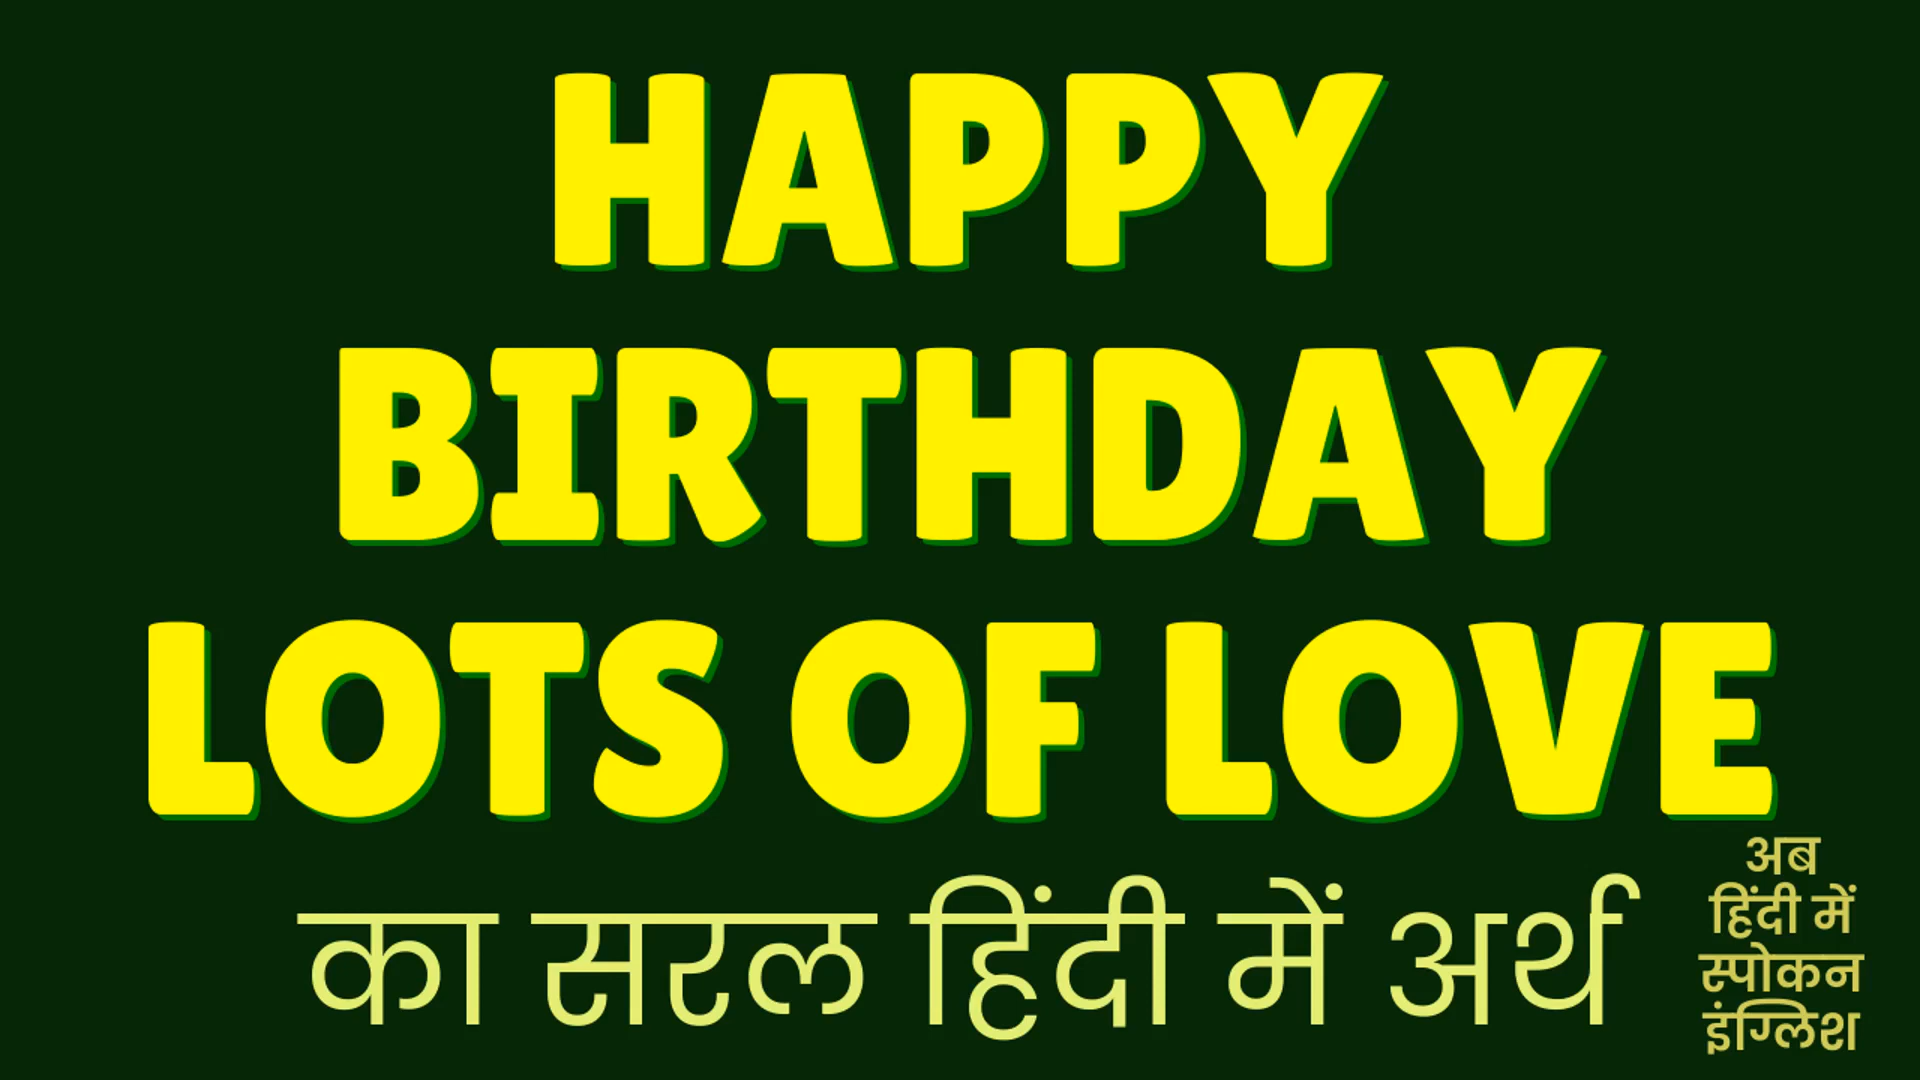 HAPPY
BIRTHDAY
LOTS OF LOVE
का सरल हिंदी में अर्थ
अब
हिंदी में
स्पोकन
इंग्लिश